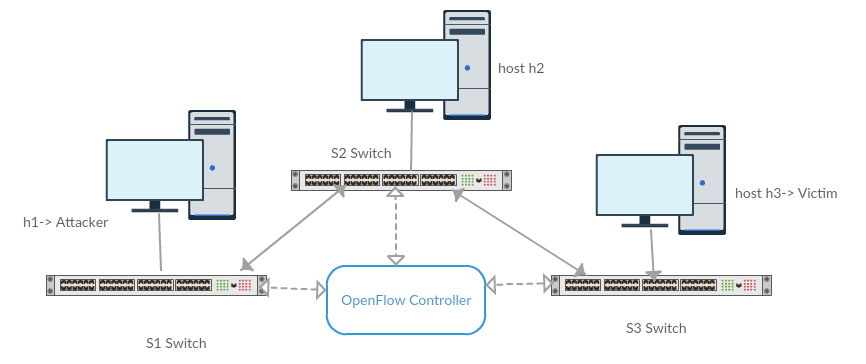 host h2
S2 Switch
h1-> Attacker
host h3-> Victim
OpenFlow Controller
S1 Switch
S3 Switch